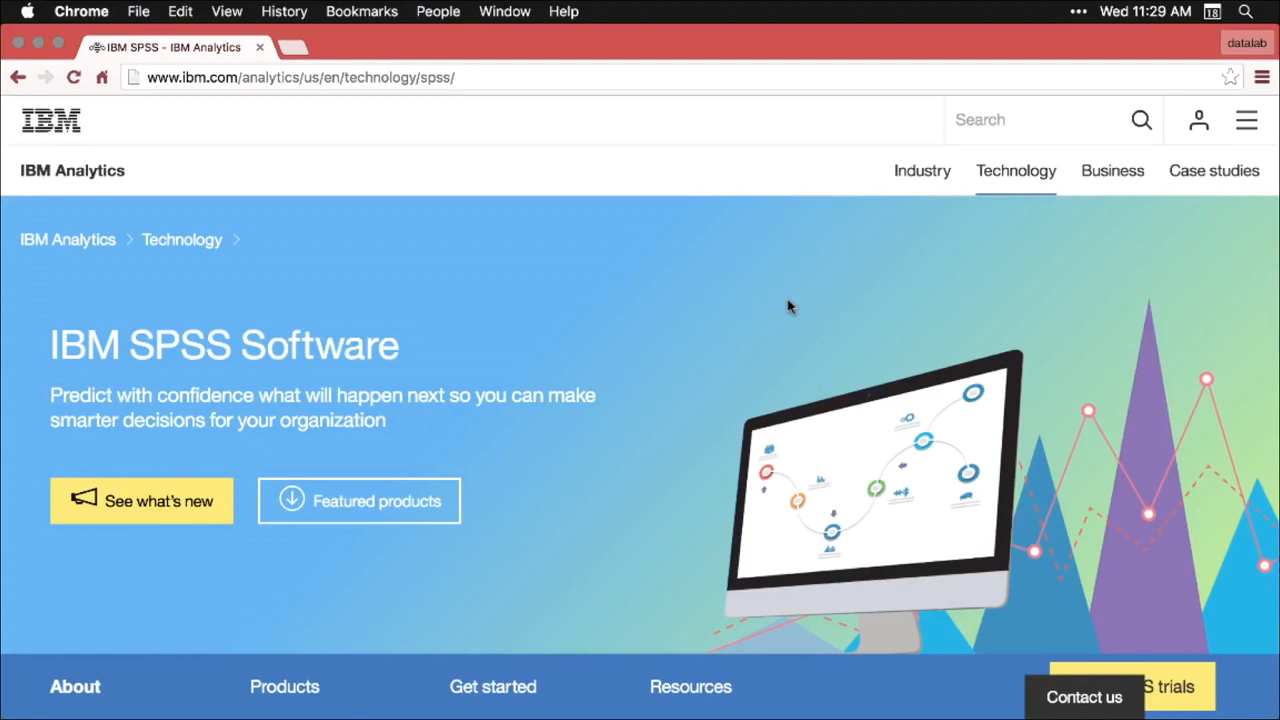 Chrome File Edit View History Bookmarks People Window Help ••• Wed 11:29 AM 18
IBM SPSS - IBM Analytics × datalab
www.ibm.com/analytics/us/en/technology/spss/
IBM Search
IBM Analytics Industry Technology Business Case studies
IBM Analytics > Technology >
IBM SPSS Software
Predict with confidence what will happen next so you can make
smarter decisions for your organization
See what's new Featured products
About Products Get started Resources Contact us S trials